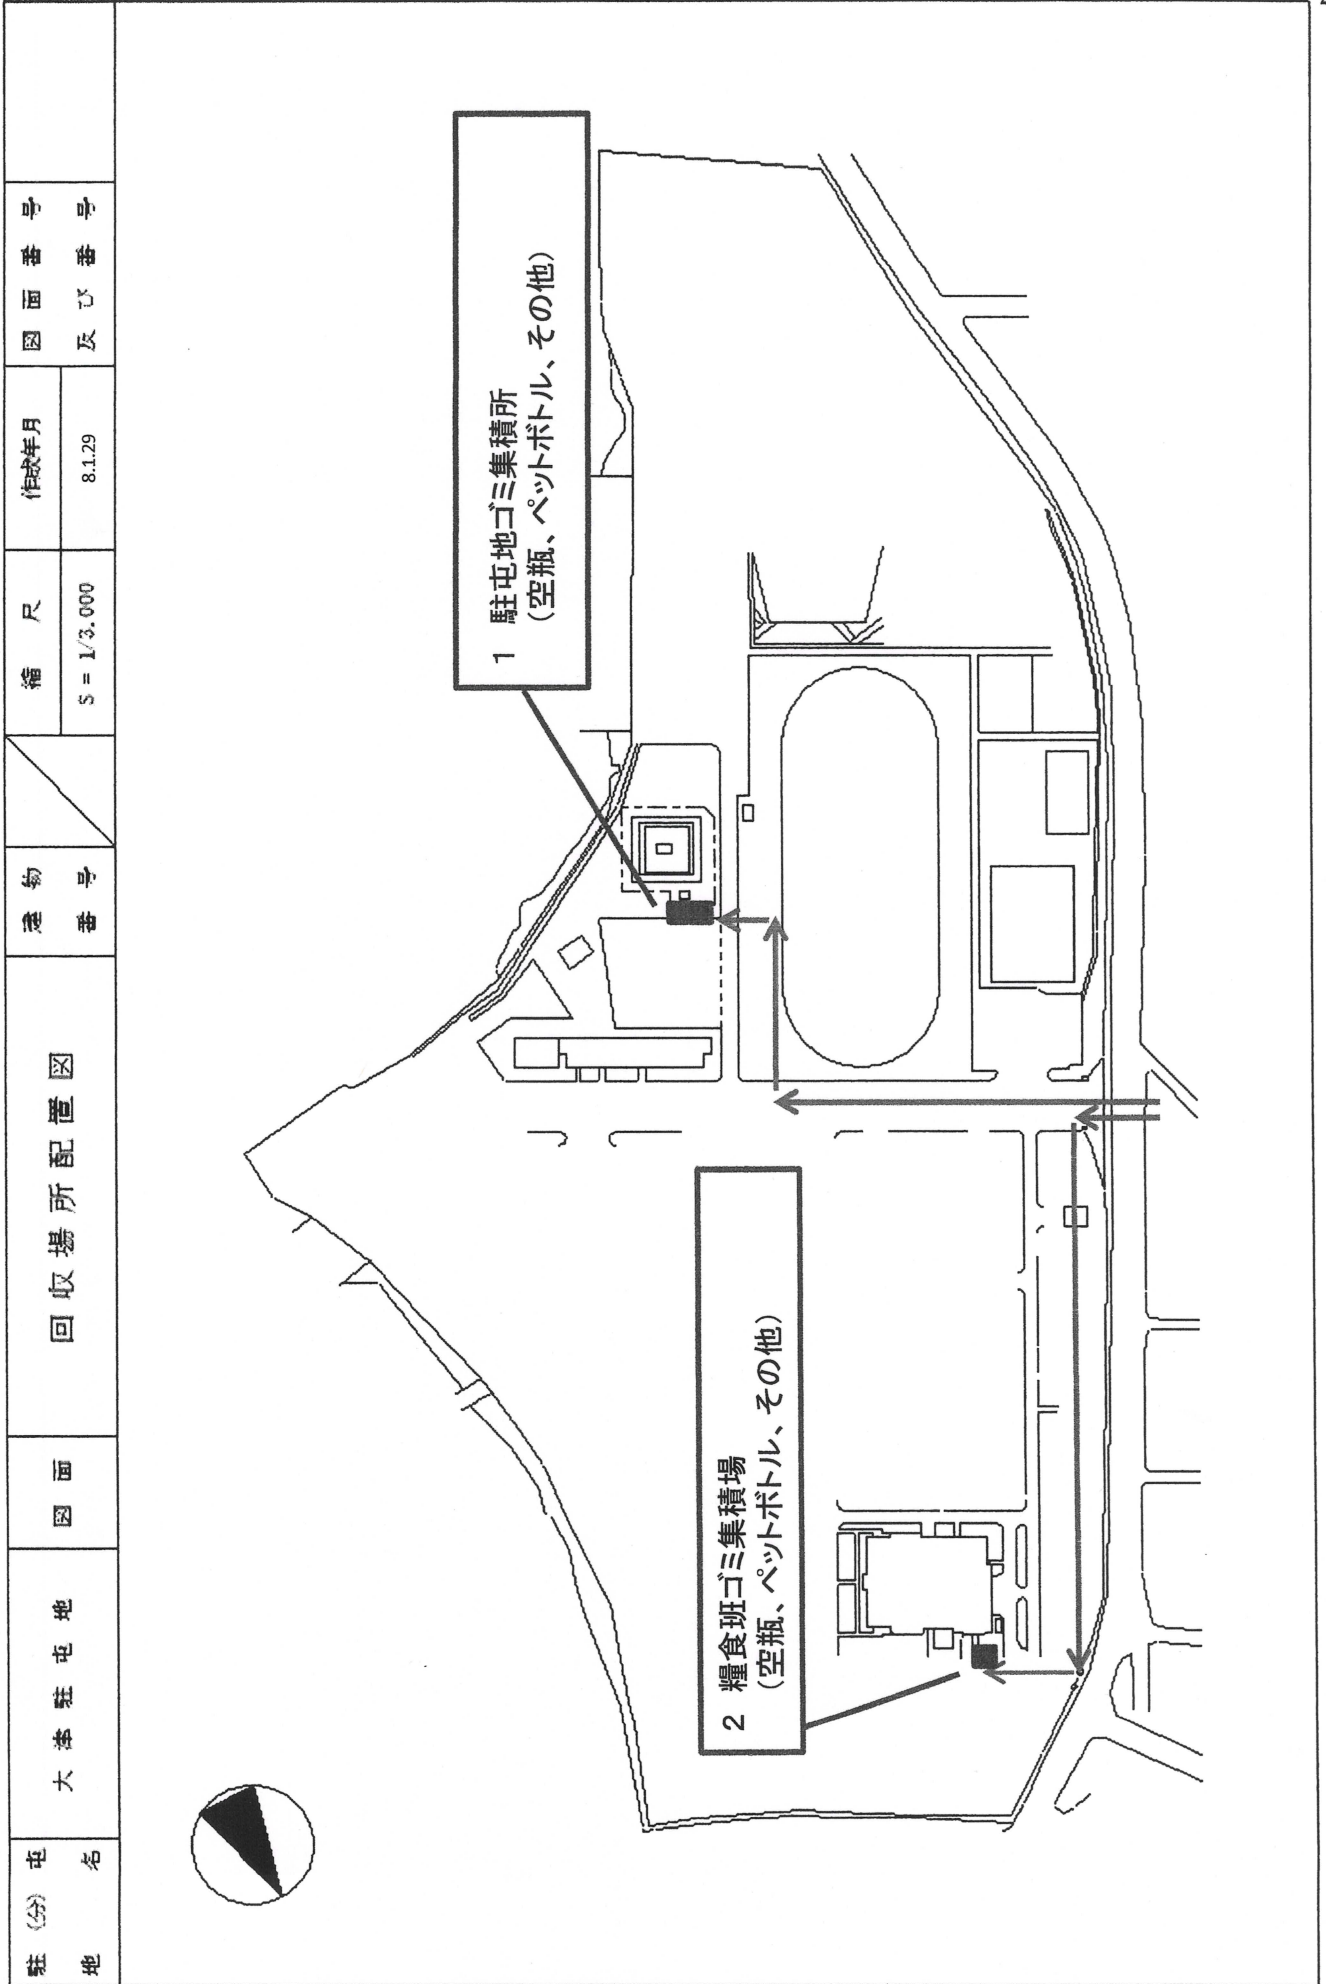 駐(分)屯
地名
大津駐屯地
図面
回収場所配置図
建物
番号
縮尺
S = 1/3.000
作成年月
8.1.29
図面番号
及び番号
1 駐屯地ゴミ集積所
(空瓶、ペットボトル、その他)
2 糧食班ゴミ集積場
(空瓶、ペットボトル、その他)